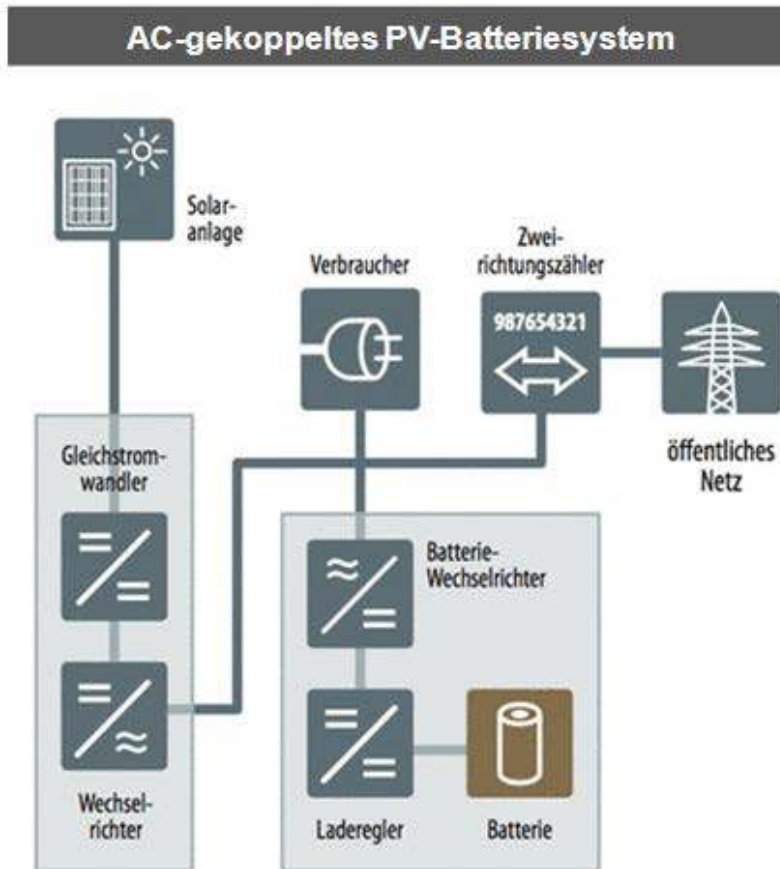 AC-gekoppeltes PV-Batteriesystem
Solar-
anlage
Verbraucher
Zwei-
richtungszähler
987654321
öffentliches
Netz
Gleichstrom-
wandler
Batterie-
Wechselrichter
Wechsel-
richter
Laderegler
Batterie